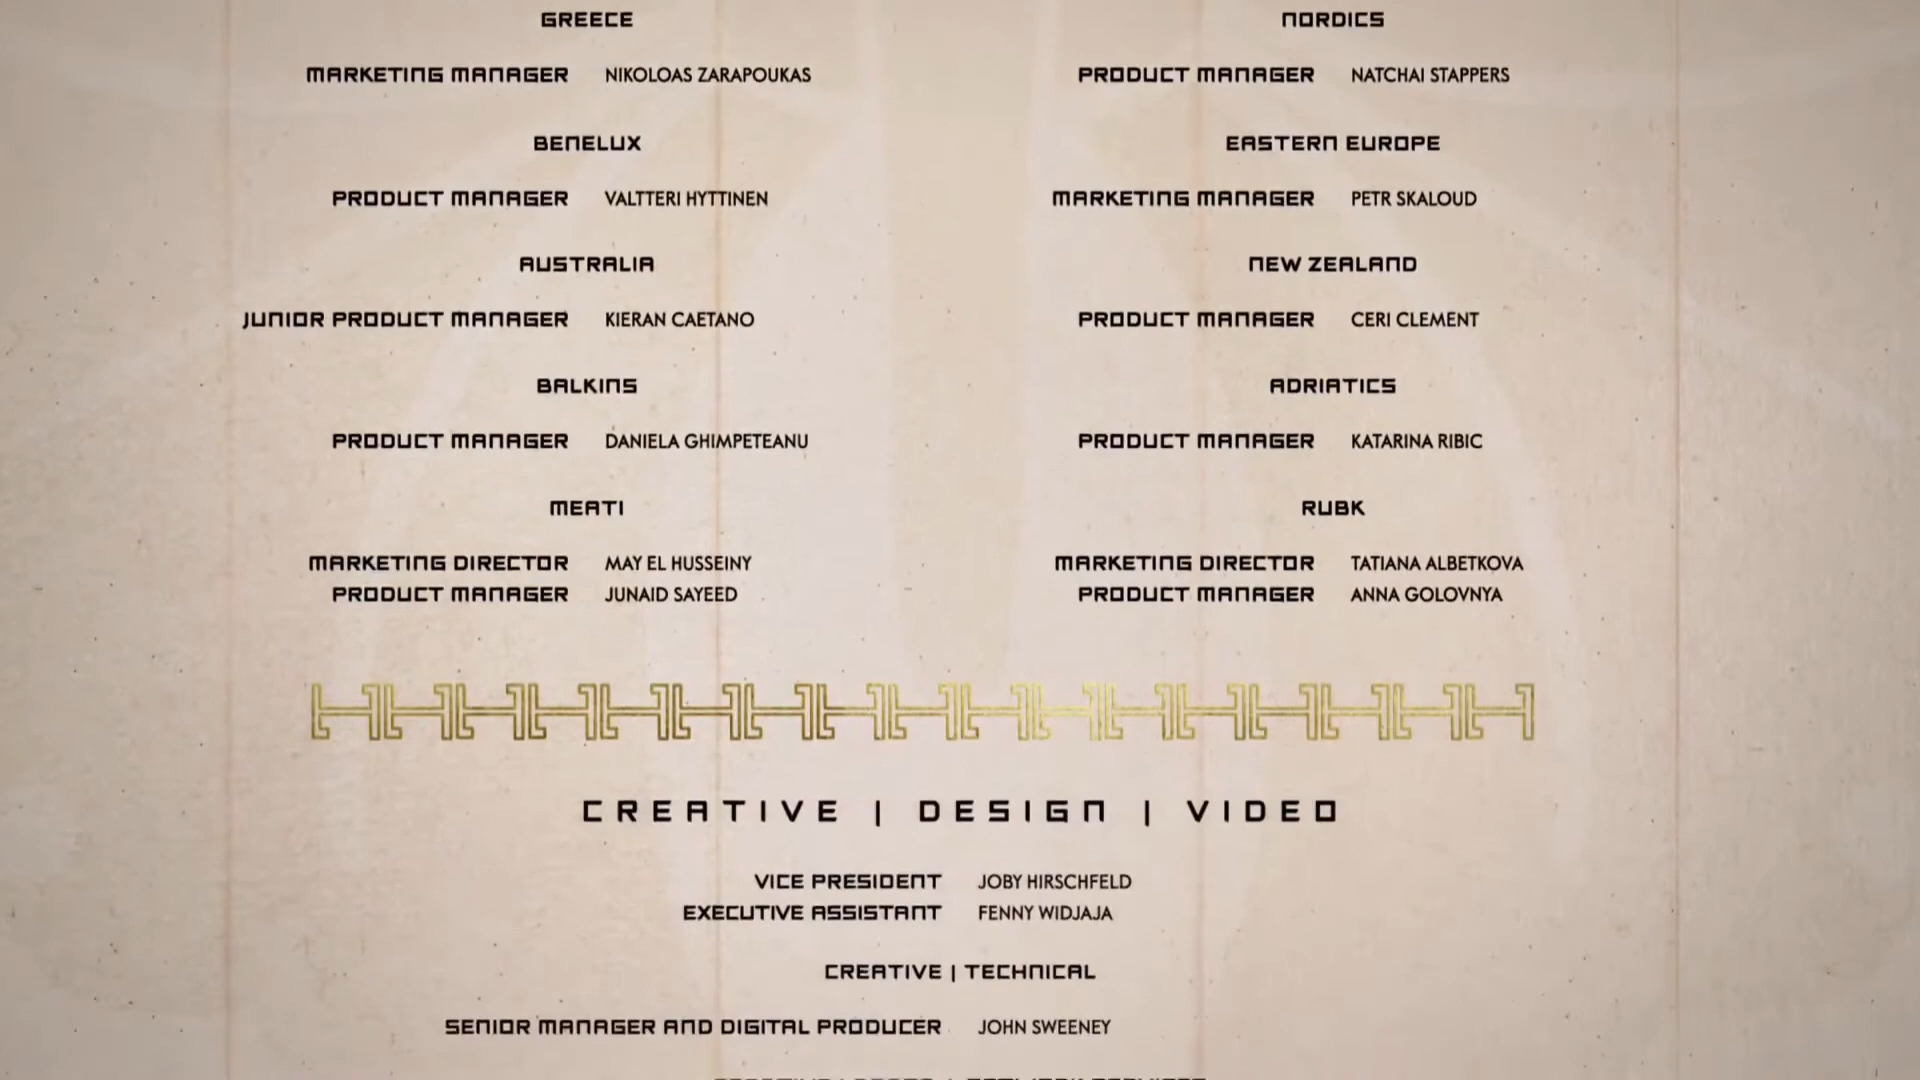 GREECE
MARKETING MANAGER NIKOLOAS ZARAPOUKAS
BENELUX
PRODUCT MANAGER VALTTERI HYTTINEN
AUSTRALIA
JUNIOR PRODUCT MANAGER KIERAN CAETANO
BALKINS
PRODUCT MANAGER DANIELA GHIMPETEANU
MEATI
MARKETING DIRECTOR MAY EL HUSSEINY
PRODUCT MANAGER JUNAID SAYEED
NORDICS
PRODUCT MANAGER NATCHAI STAPPERS
EASTERN EUROPE
MARKETING MANAGER PETR SKALOUD
NEW ZEALAND
PRODUCT MANAGER CERI CLEMENT
ADRIATICS
PRODUCT MANAGER KATARINA RIBIC
RUBK
MARKETING DIRECTOR TATIANA ALBETKOVA
PRODUCT MANAGER ANNA GOLOVNYA
CREATIVE | DESIGN | VIDEO
VICE PRESIDENT JOBY HIRSCHFELD
EXECUTIVE ASSISTANT FENNY WIDJAJA
CREATIVE | TECHNICAL
SENIOR MANAGER AND DIGITAL PRODUCER JOHN SWEENEY